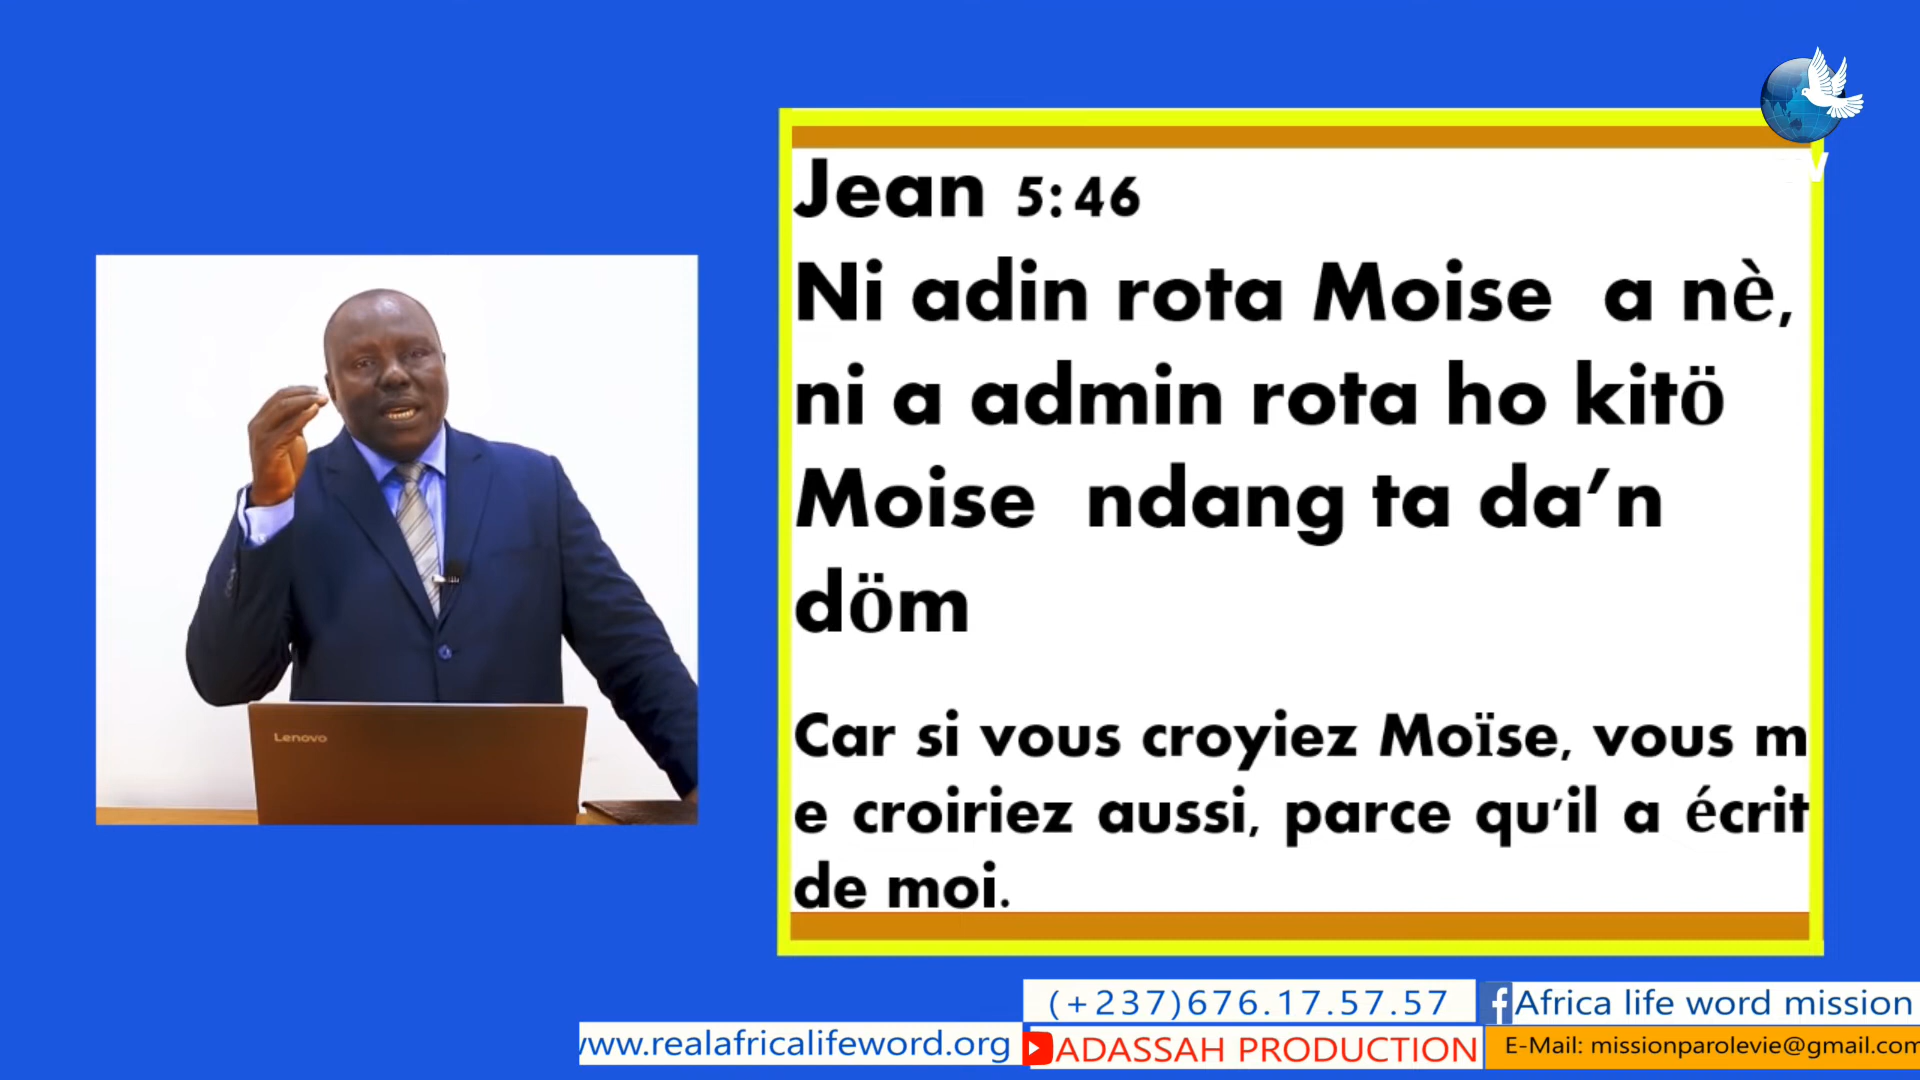 Jean 5:46
Ni adin rota Moise a nè,
ni a admin rota ho kitö
Moise ndang ta da’n
döm
Car si vous croyiez Moïse, vous m
e croiriez aussi, parce qu’il a écrit
de moi.
Lenovo
(+237)676.17.57.57
Africa life word mission
www.realafricalifeword.org
ADASSAH PRODUCTION
E-Mail: missionparolevie@gmail.com